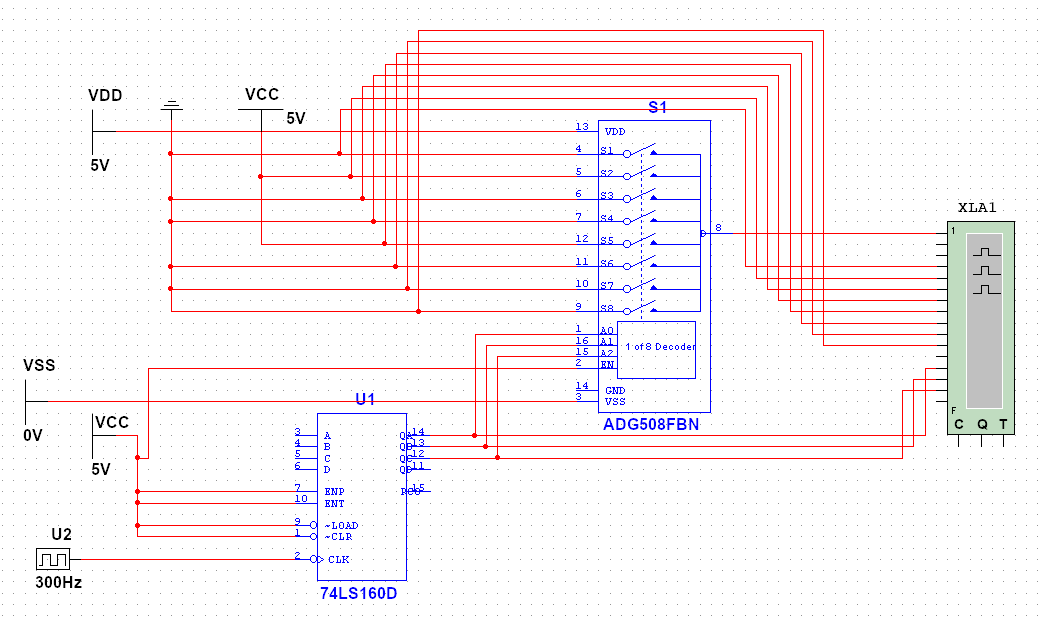 VDD
5V
VCC
5V
S1
13 VDD
4 S1
5 S2
6 S3
7 S4
12 S5
11 S6
10 S7
9 S8
D 8
1 A0
16 A1
15 A2
2 EN
1 of 8 Decoder
14 GND
3 VSS
ADG508FBN
XLA1
1
F
C Q T
VSS
0V
VCC
5V
U1
3 A QA 14
4 B QB 13
5 C QC 12
6 D QD 11
7 ENP RCO 15
10 ENT
9 ~LOAD
1 ~CLR
2 CLK
74LS160D
U2
300Hz